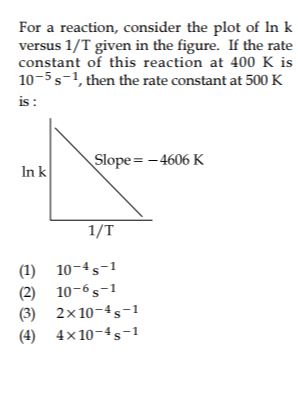 For a reaction, consider the plot of ln k
versus 1/T given in the figure. If the rate
constant of this reaction at 400 K is
10⁻⁵ s⁻¹, then the rate constant at 500 K
is :
Slope = −4606 K
ln k
1/T
(1) 10⁻⁴ s⁻¹
(2) 10⁻⁶ s⁻¹
(3) 2×10⁻⁴ s⁻¹
(4) 4×10⁻⁴ s⁻¹